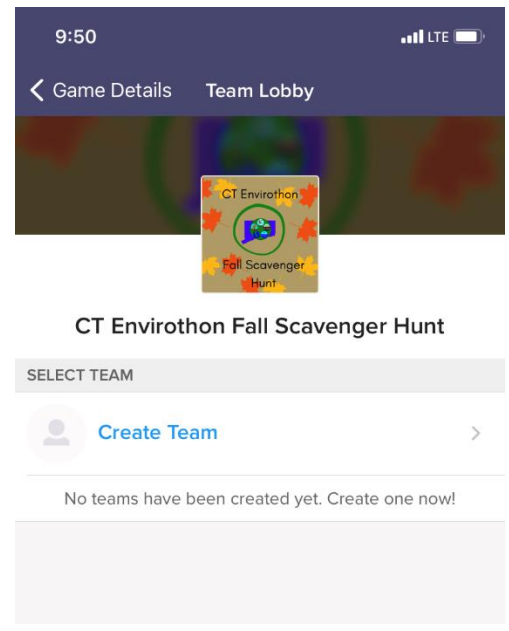 9:50
LTE
Game Details Team Lobby
CT Envirothon
Fall Scavenger
Hunt
CT Envirothon Fall Scavenger Hunt
SELECT TEAM
Create Team
No teams have been created yet. Create one now!